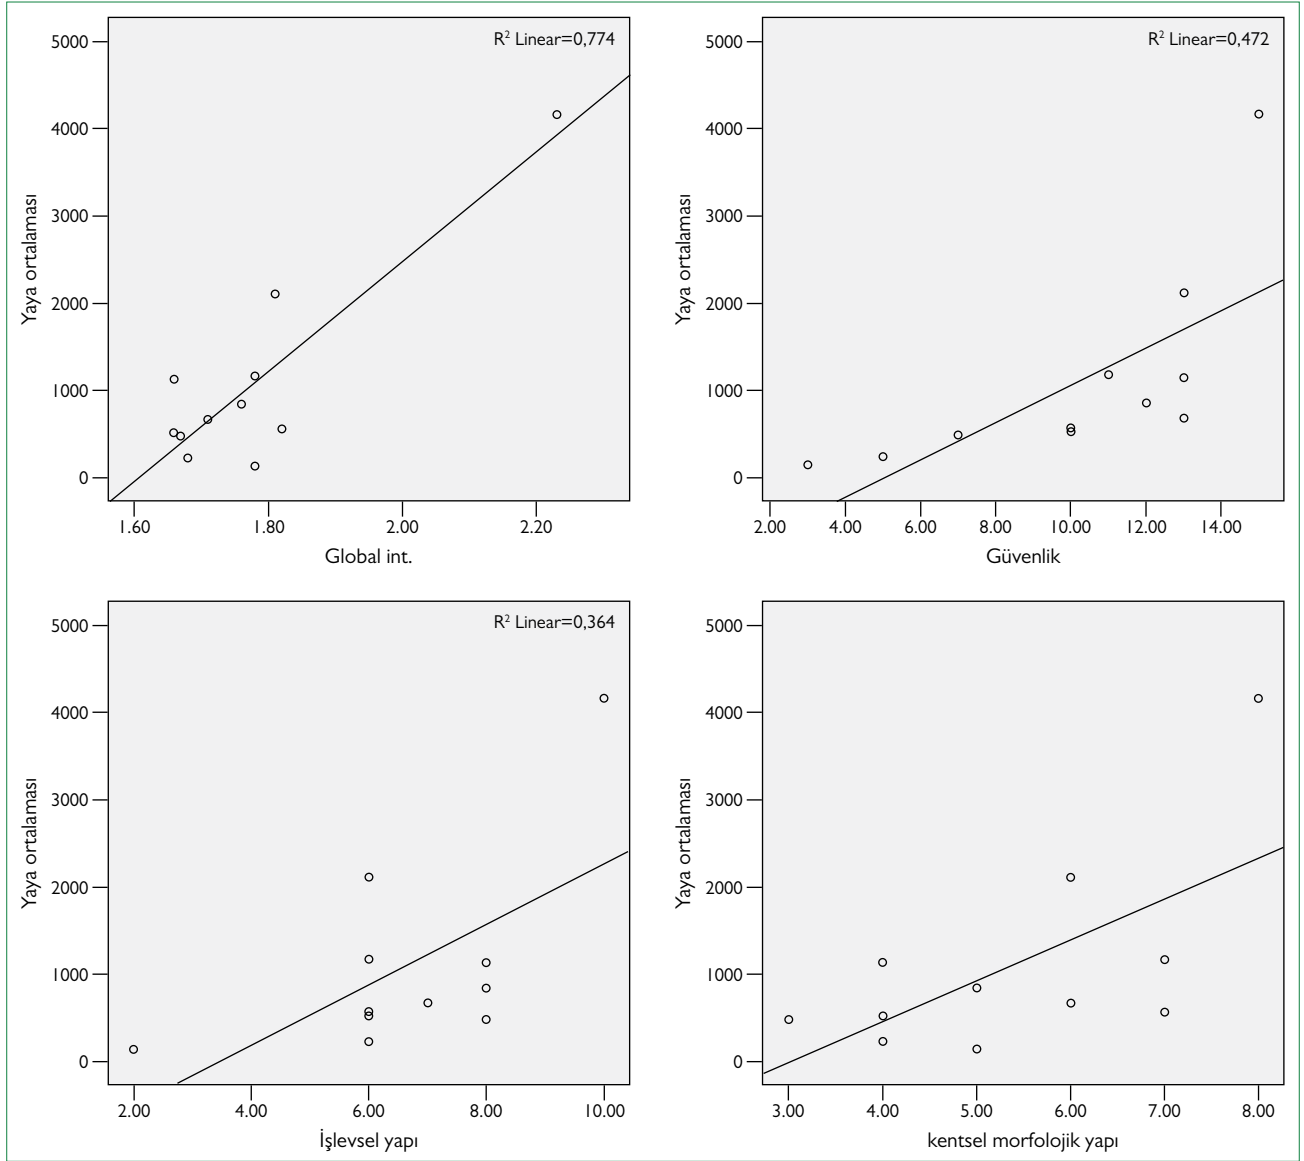 R² Linear=0,774
5000
4000
3000
2000
1000
0
Yaya ortalaması
1.60 1.80 2.00 2.20
Global int.
R² Linear=0,472
5000
4000
3000
2000
1000
0
Yaya ortalaması
2.00 4.00 6.00 8.00 10.00 12.00 14.00
Güvenlik
R² Linear=0,364
5000
4000
3000
2000
1000
0
Yaya ortalaması
2.00 4.00 6.00 8.00 10.00
İşlevsel yapı
5000
4000
3000
2000
1000
0
Yaya ortalaması
3.00 4.00 5.00 6.00 7.00 8.00
kentsel morfolojik yapı